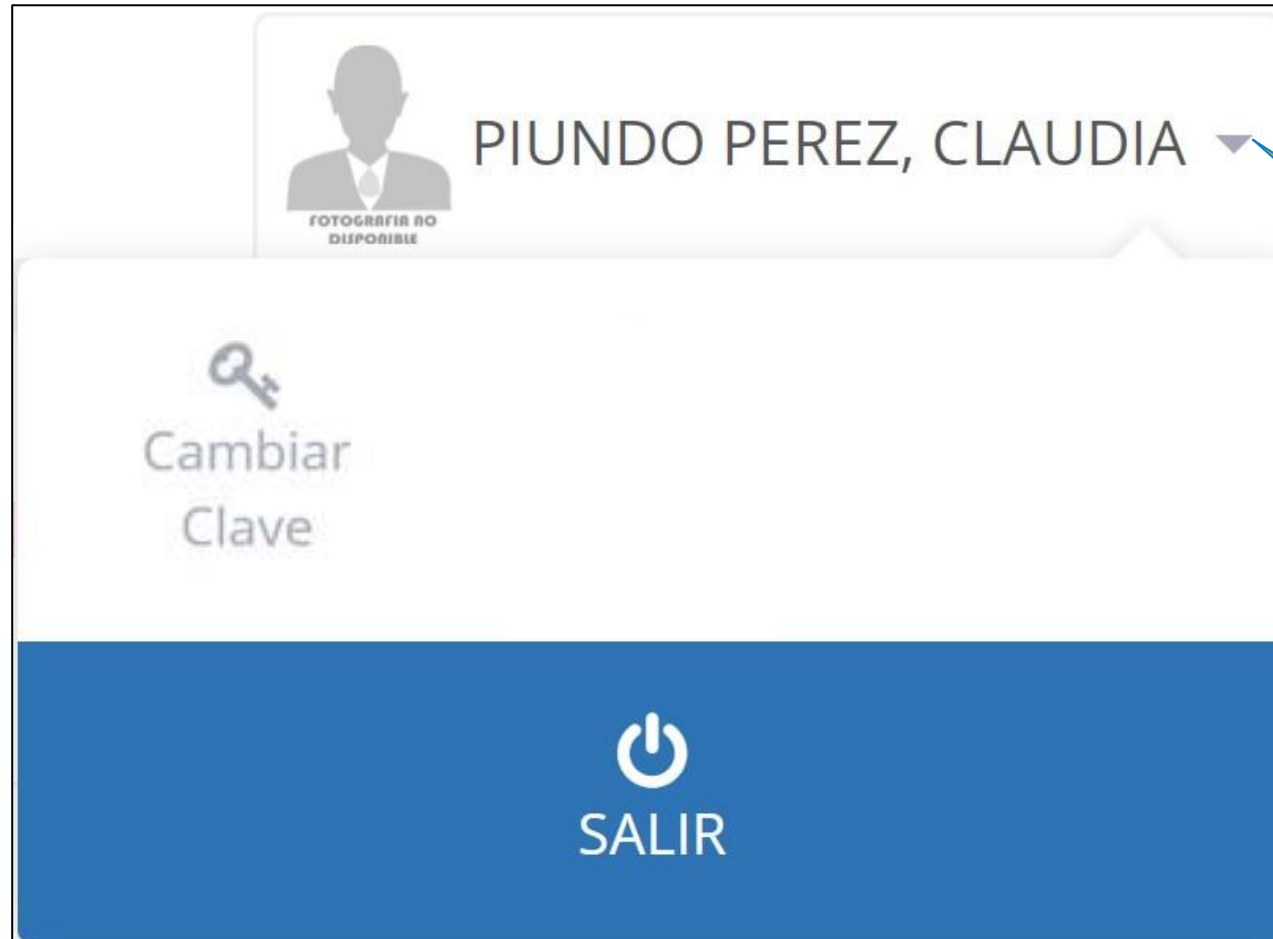 PIUNDO PEREZ, CLAUDIA
FOTOGRAFIA NO
DISPONIBLE
Cambiar
Clave
SALIR